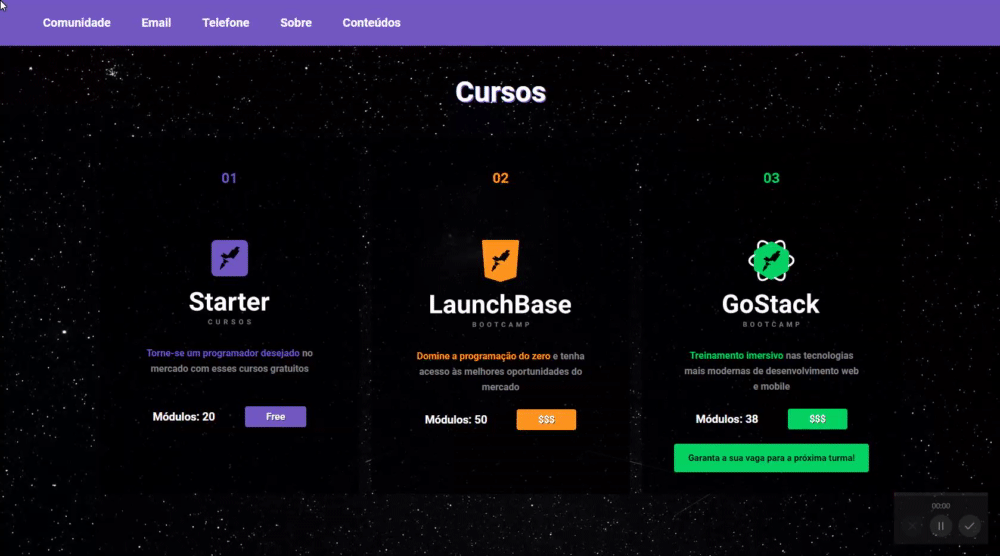 Comunidade Email Telefone Sobre Conteúdos
Cursos
01
Starter
CURSOS
Torne-se um programador desejado no
mercado com esses cursos gratuitos
Módulos: 20 Free
02
LaunchBase
BOOTCAMP
Domine a programação do zero e tenha
acesso às melhores oportunidades do
mercado
Módulos: 50 $$$
03
GoStack
BOOTCAMP
Treinamento imersivo nas tecnologias
mais modernas de desenvolvimento web
e mobile
Módulos: 38 $$$
Garanta a sua vaga para a próxima turma!
00:00